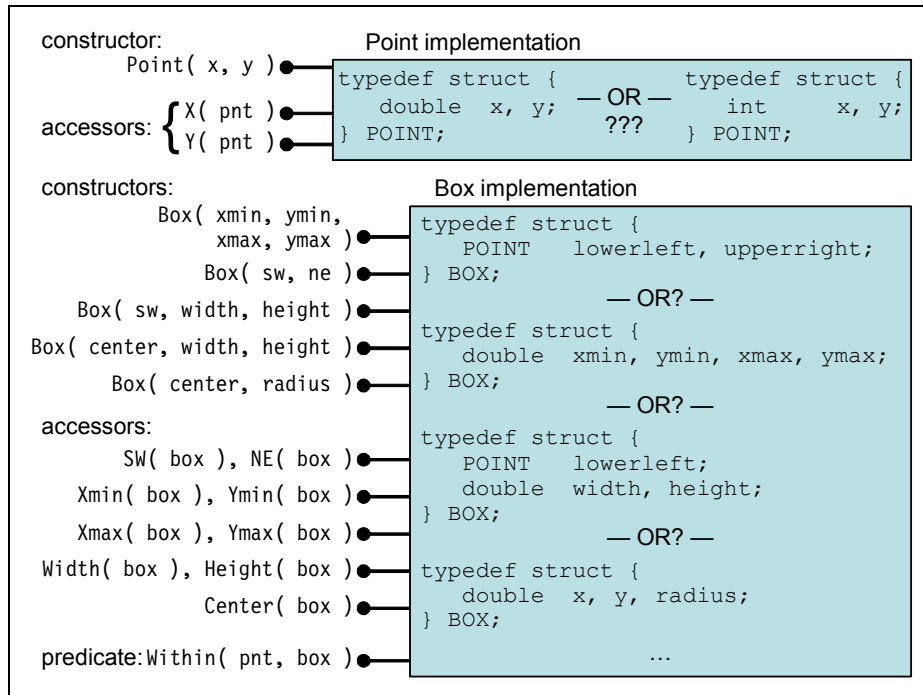 constructor:
Point implementation
Point( x, y )
accessors: { X( pnt )
Y( pnt )
typedef struct {
double x, y;
} POINT;
— OR —
???
typedef struct {
int x, y;
} POINT;
constructors:
Box implementation
Box( xmin, ymin,
xmax, ymax )
Box( sw, ne )
Box( sw, width, height )
Box( center, width, height )
Box( center, radius )
accessors:
SW( box ), NE( box )
Xmin( box ), Ymin( box )
Xmax( box ), Ymax( box )
Width( box ), Height( box )
Center( box )
predicate: Within( pnt, box )
typedef struct {
POINT lowerleft, upperright;
} BOX;
— OR? —
typedef struct {
double xmin, ymin, xmax, ymax;
} BOX;
— OR? —
typedef struct {
POINT lowerleft;
double width, height;
} BOX;
— OR? —
typedef struct {
double x, y, radius;
} BOX;
…